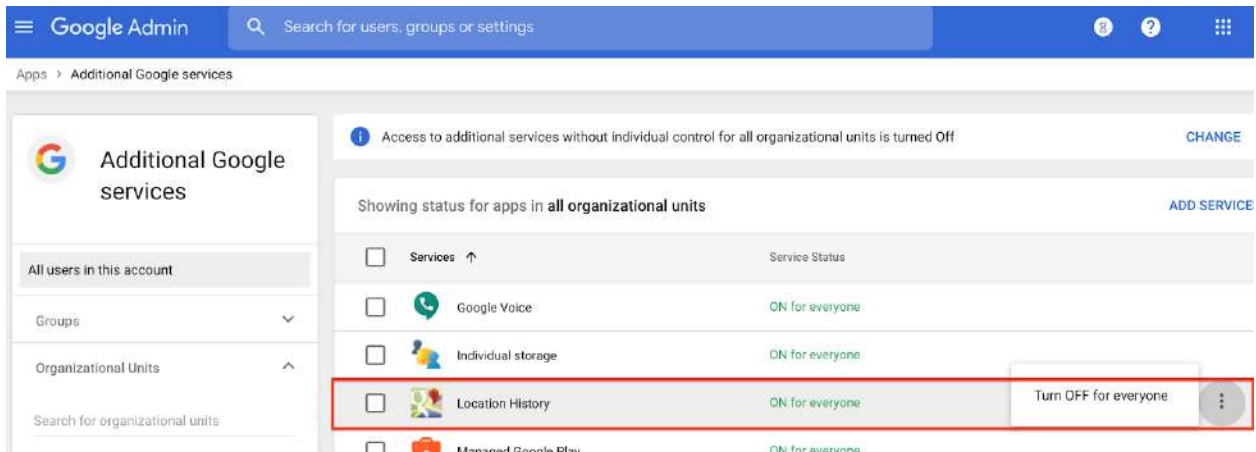 Google Admin
Search for users, groups or settings
8
?
Apps > Additional Google services
G
Additional Google
services
All users in this account
Groups
Organizational Units
Search for organizational units
i
Access to additional services without individual control for all organizational units is turned Off
CHANGE
Showing status for apps in all organizational units
ADD SERVICE
Services ↑
Service Status
Google Voice
ON for everyone
Individual storage
ON for everyone
Location History
ON for everyone
Turn OFF for everyone
Managed Google Play
ON for everyone